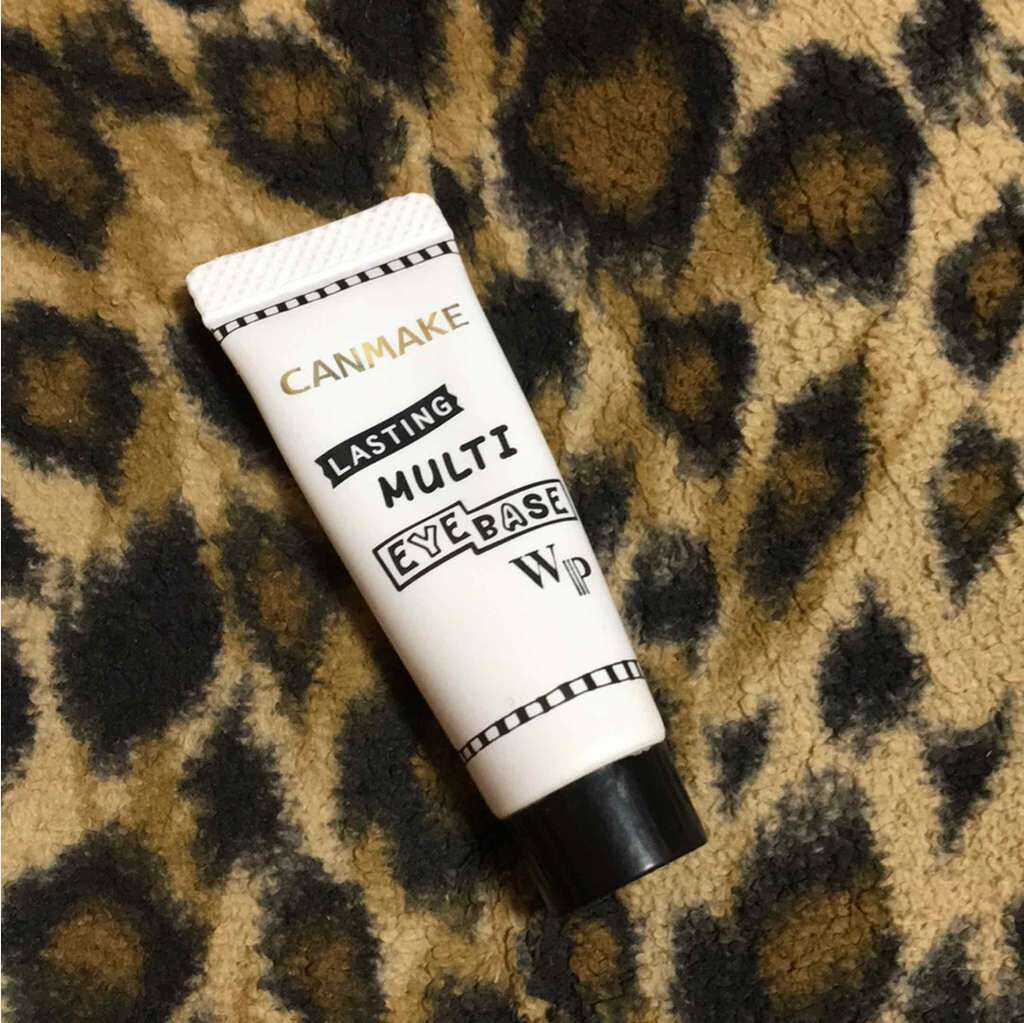 CANMAKE
LASTING
MULTI
EYEBASE
WP